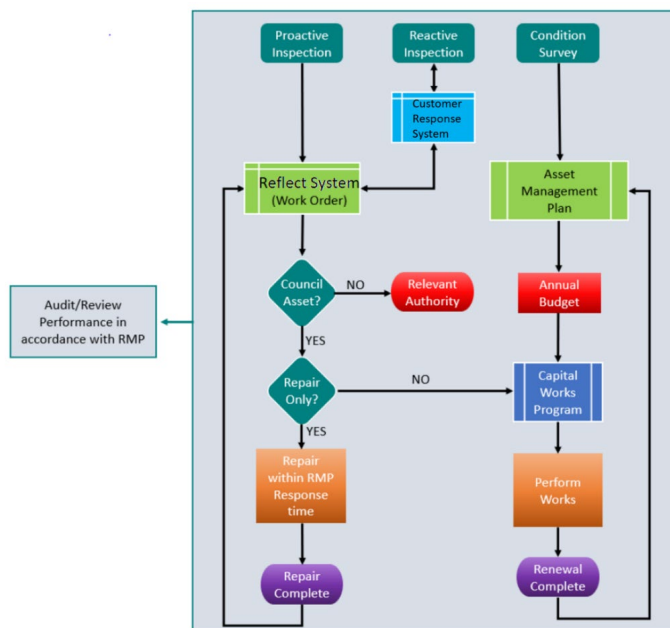 Proactive
Inspection
Reactive
Inspection
Condition
Survey
Customer
Response
System
Reflect System
(Work Order)
Asset
Management
Plan
Council
Asset?
NO
Relevant
Authority
Annual
Budget
Audit/Review
Performance in
accordance with RMP
YES
Repair
Only?
NO
Capital
Works
Program
YES
Repair
within RMP
Response
time
Perform
Works
Repair
Complete
Renewal
Complete